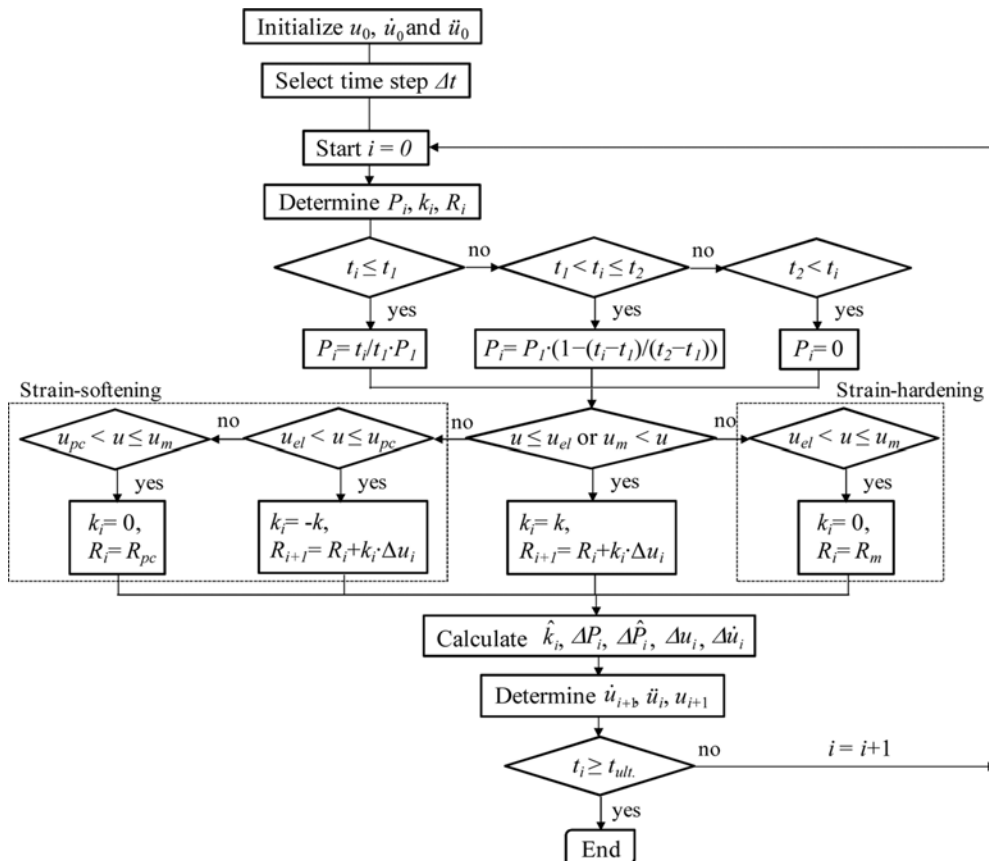 Initialize u₀, u̇₀ and ü₀
Select time step Δt
Start i = 0
Determine Pᵢ, kᵢ, Rᵢ
tᵢ ≤ t₁
no
t₁ < tᵢ ≤ t₂
no
t₂ < tᵢ
yes
yes
yes
Pᵢ= tᵢ/t₁·P₁
Pᵢ= P₁·(1−(tᵢ−t₁)/(t₂−t₁))
Pᵢ= 0
Strain-softening
Strain-hardening
u_pc < u ≤ u_m
no
u_el < u ≤ u_pc
no
u ≤ u_el or u_m < u
no
u_el < u ≤ u_m
yes
yes
yes
yes
kᵢ= 0,
Rᵢ= R_pc
kᵢ= -k,
Rᵢ₊₁= Rᵢ+kᵢ·Δuᵢ
kᵢ= k,
Rᵢ₊₁= Rᵢ+kᵢ·Δuᵢ
kᵢ= 0,
Rᵢ= R_m
Calculate k̂ᵢ, ΔPᵢ, ΔP̂ᵢ, Δuᵢ, Δu̇ᵢ
Determine u̇ᵢ₊₁, üᵢ, uᵢ₊₁
tᵢ ≥ t_ult.
no
i = i+1
yes
End